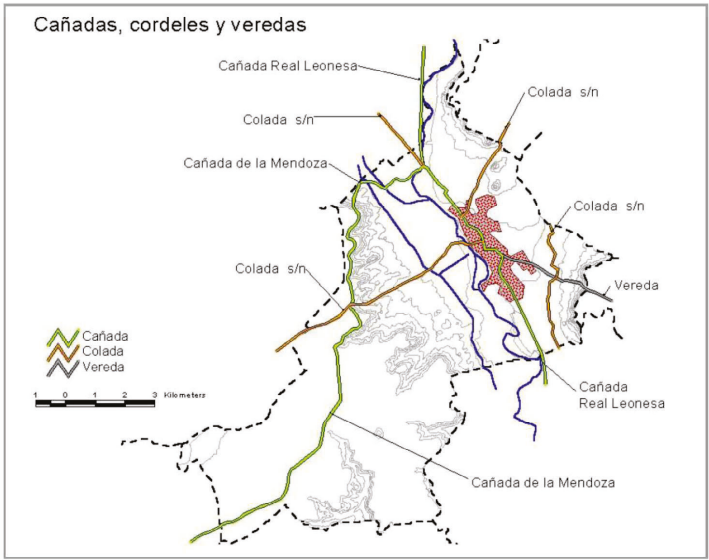 Cañadas, cordeles y veredas
Cañada Real Leonesa
Colada s/n
Colada s/n
Cañada de la Mendoza
Colada s/n
Colada s/n
Vereda
Cañada
Colada
Vereda
1 0 1 2 3 Kilometers
Cañada
Real Leonesa
Cañada de la Mendoza